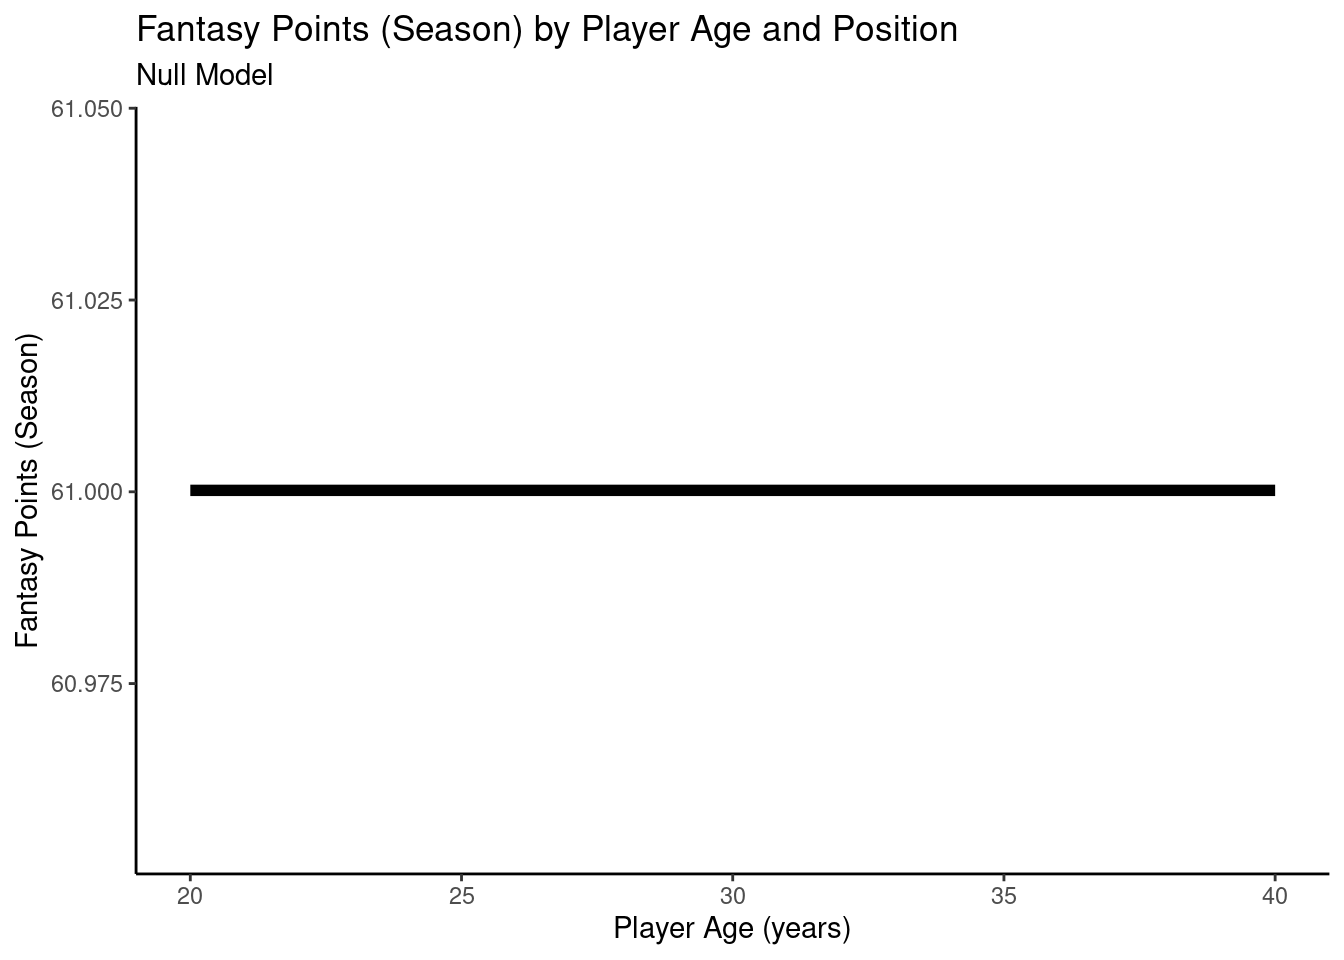 Fantasy Points (Season) by Player Age and Position
Null Model
61.050
61.025
61.000
60.975
Fantasy Points (Season)
20 25 30 35 40
Player Age (years)